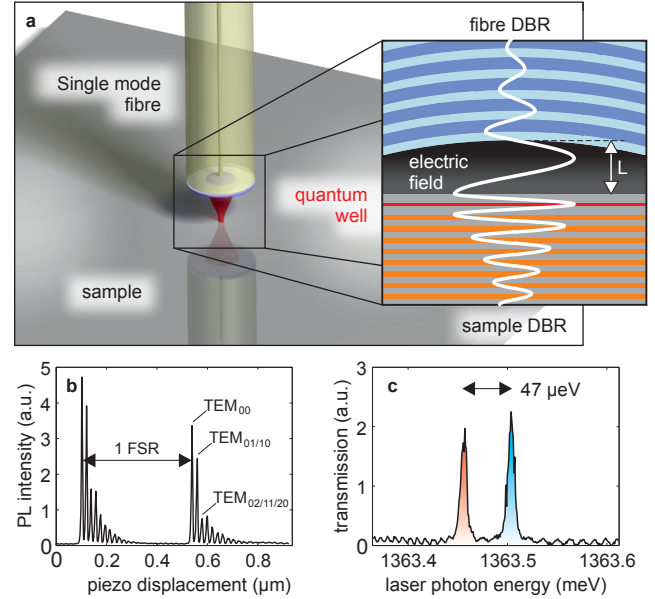 a
fibre DBR
Single mode
fibre
electric
field
L
quantum
well
sample
sample DBR
b
PL intensity (a.u.)
5
4
3
2
1
0
TEM00
TEM01/10
1 FSR
TEM02/11/20
0 0.2 0.4 0.6 0.8
piezo displacement (µm)
c
transmission (a.u.)
3
2
1
0
47 µeV
1363.4 1363.5 1363.6
laser photon energy (meV)